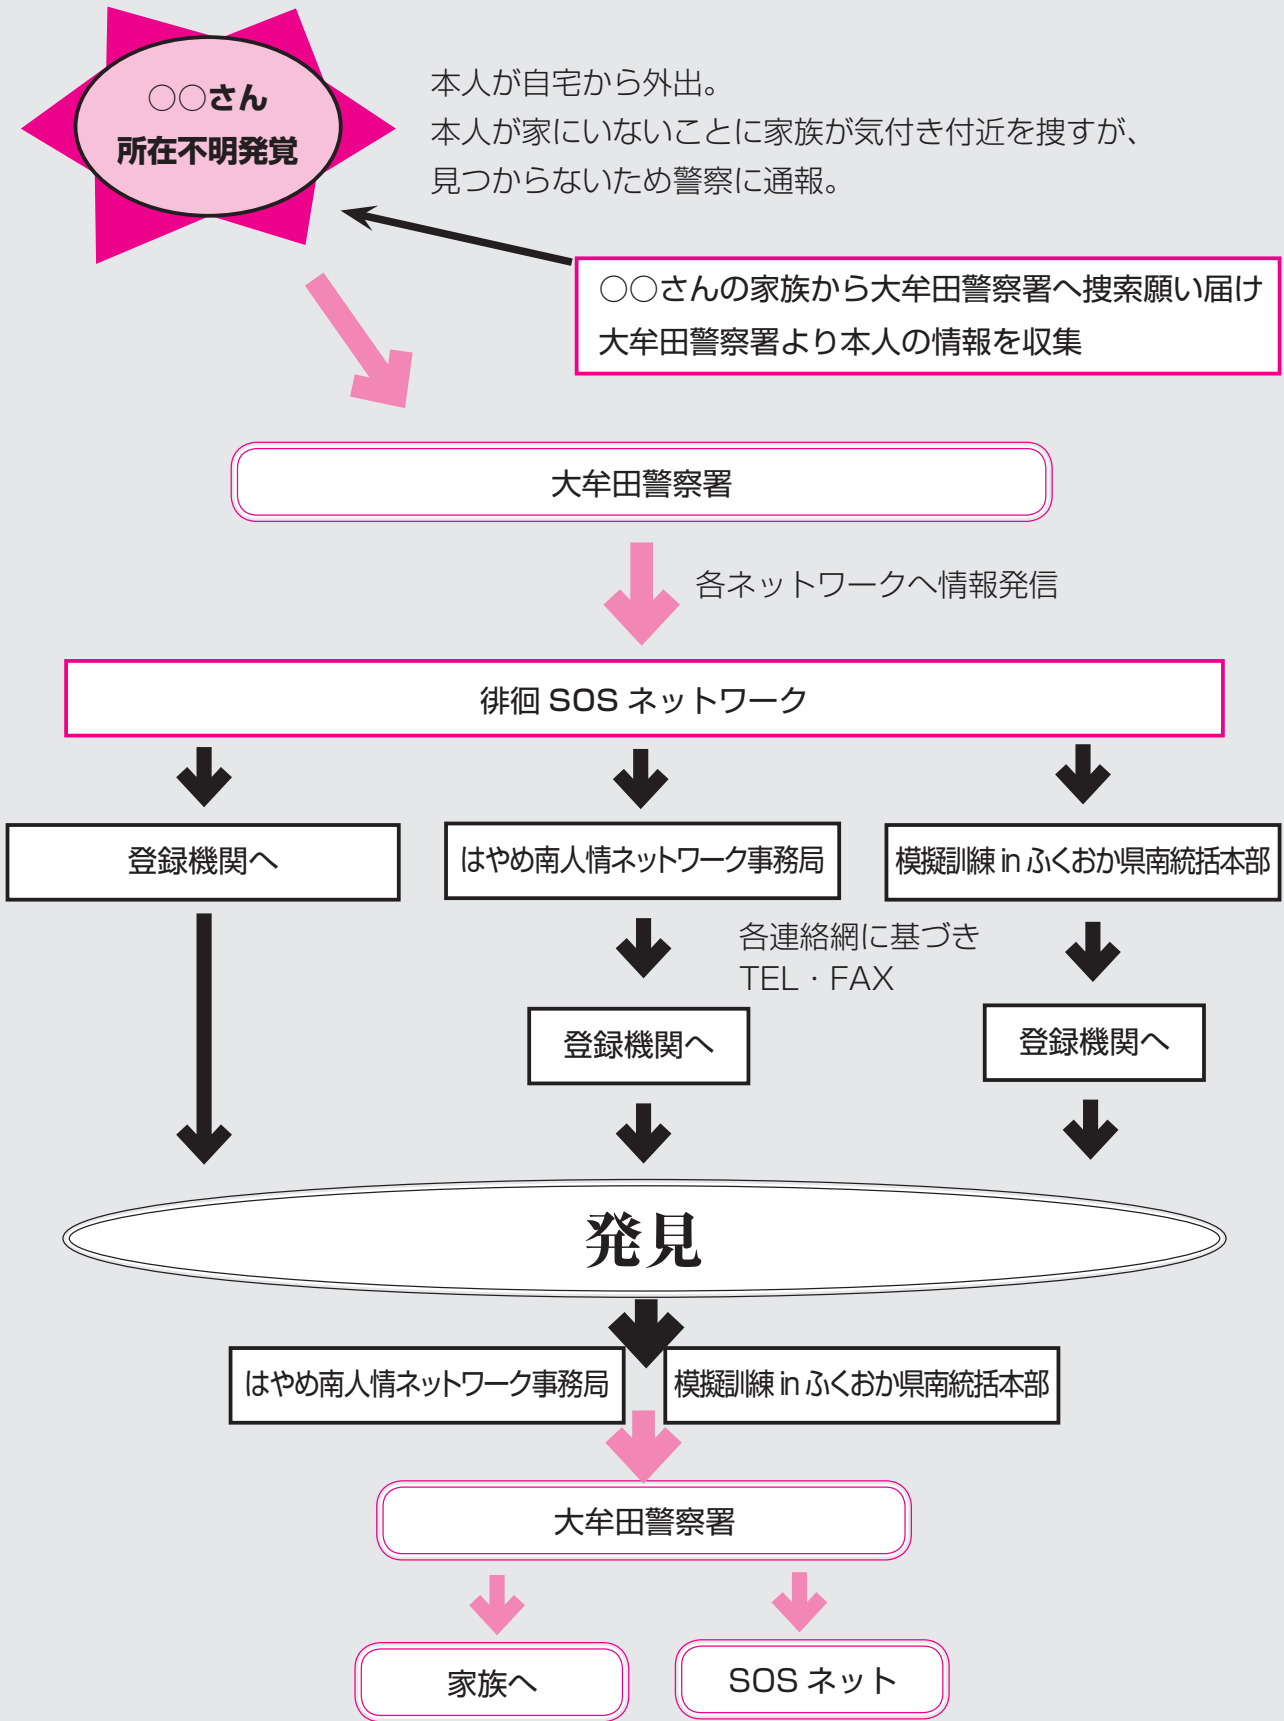 ○○さん
所在不明発覚
本人が自宅から外出。
本人が家にいないことに家族が気付き付近を捜すが、
見つからないため警察に通報。
○○さんの家族から大牟田警察署へ捜索願い届け
大牟田警察署より本人の情報を収集
大牟田警察署
各ネットワークへ情報発信
徘徊 SOS ネットワーク
登録機関へ
はやめ南人情ネットワーク事務局
模擬訓練 in ふくおか県南統括本部
各連絡網に基づき
TEL・FAX
登録機関へ
登録機関へ
発見
はやめ南人情ネットワーク事務局
模擬訓練 in ふくおか県南統括本部
大牟田警察署
家族へ
SOS ネット